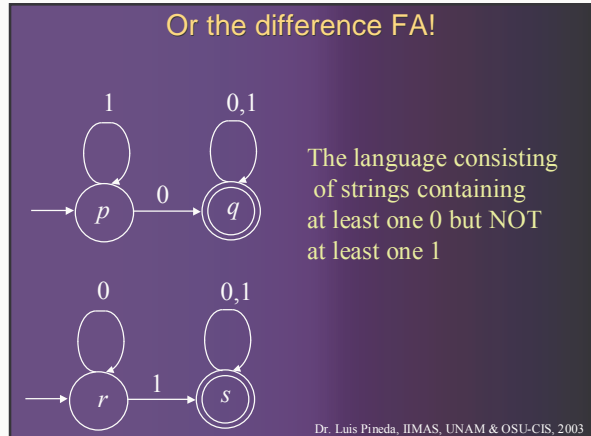 Or the difference FA!
1
0,1
p
0
q
The language consisting
of strings containing
at least one 0 but NOT
at least one 1
0
0,1
r
1
s
Dr. Luis Pineda, IIMAS, UNAM & OSU-CIS, 2003